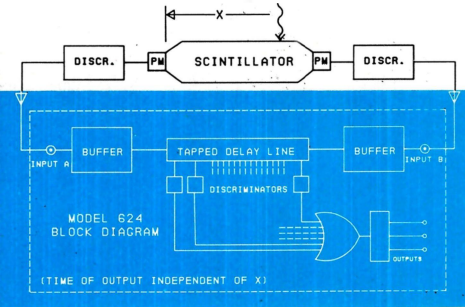 X
DISCR.
PM
SCINTILLATOR
PM
DISCR.
INPUT A
BUFFER
TAPPED DELAY LINE
BUFFER
INPUT B
DISCRIMINATORS
MODEL 624
BLOCK DIAGRAM
OUTPUTS
(TIME OF OUTPUT INDEPENDENT OF X)